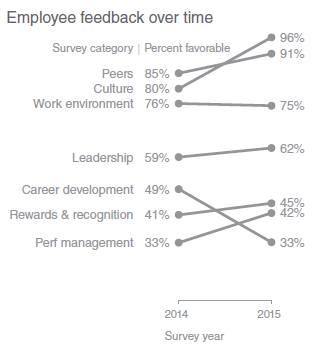 Employee feedback over time
Survey category | Percent favorable
96%
91%
Peers 85%
Culture 80%
Work environment 76%
75%
Leadership 59%
62%
Career development 49%
45%
Rewards & recognition 41%
42%
Perf management 33%
33%
2014 2015
Survey year